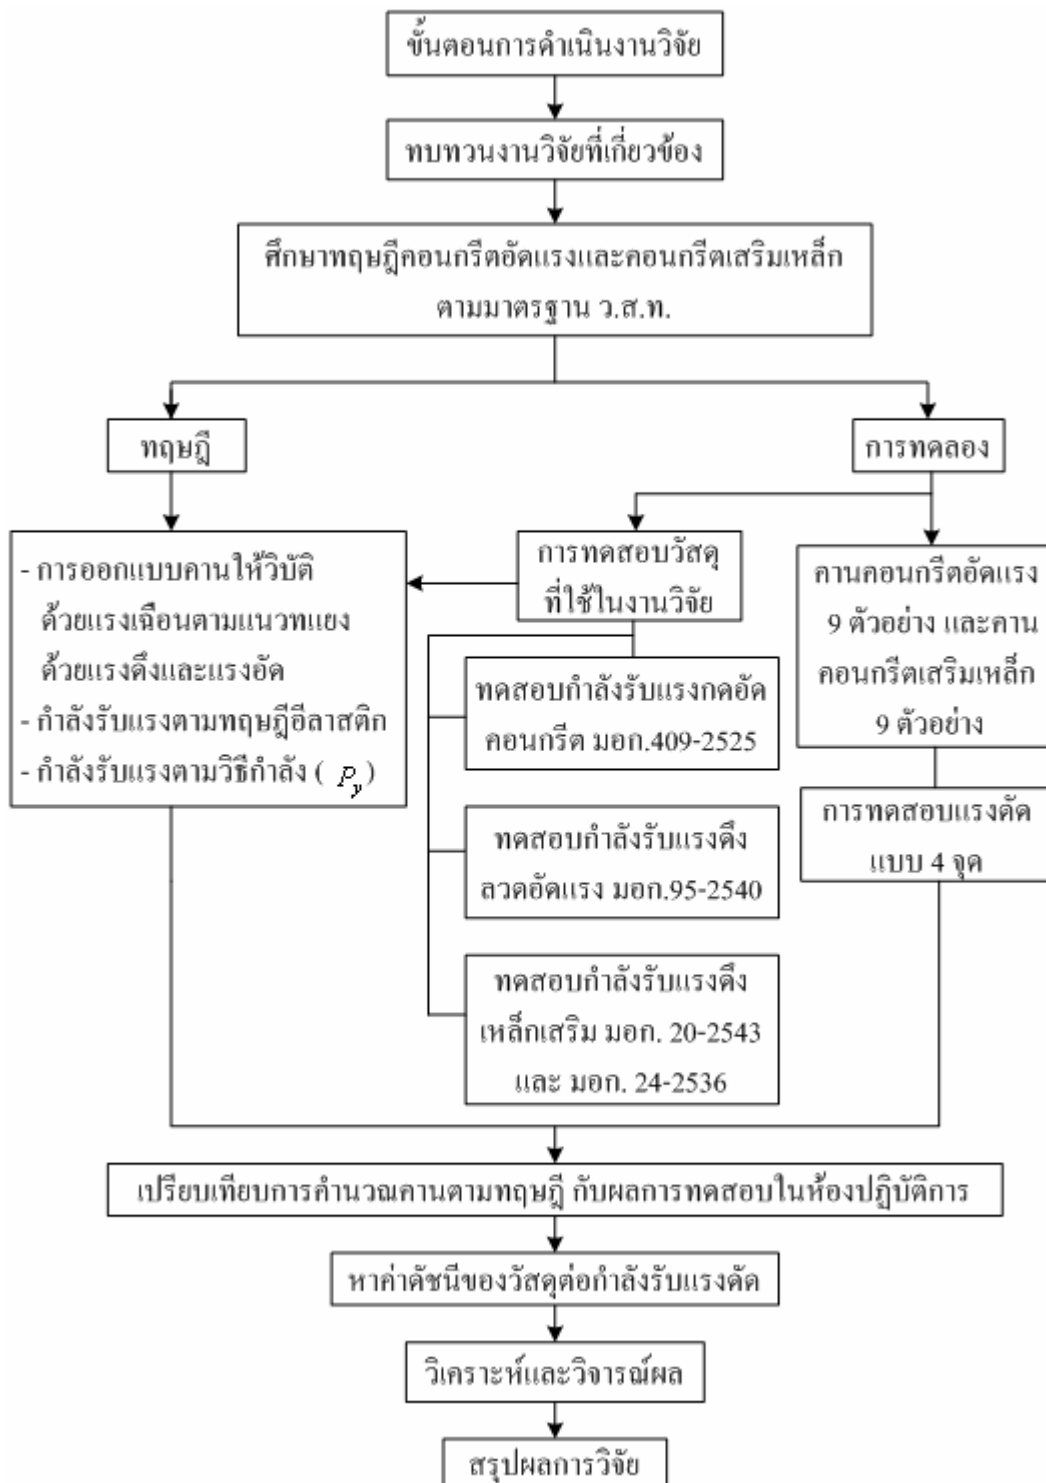 ขั้นตอนการดำเนินงานวิจัย
ทบทวนงานวิจัยที่เกี่ยวข้อง
ศึกษาทฤษฎีคอนกรีตอัดแรงและคอนกรีตเสริมเหล็ก
ตามมาตรฐาน ว.ส.ท.
ทฤษฎี
การทดลอง
- การออกแบบคานให้วิบัติ
ด้วยแรงเฉือนตามแนวทแยง
ด้วยแรงดึงและแรงอัด
- กำลังรับแรงตามทฤษฎีอีลาสติก
- กำลังรับแรงตามวิธีกำลัง ( P_y )
การทดสอบวัสดุ
ที่ใช้ในงานวิจัย
ทดสอบกำลังรับแรงกดอัด
คอนกรีต มอก.409-2525
ทดสอบกำลังรับแรงดึง
ลวดอัดแรง มอก.95-2540
ทดสอบกำลังรับแรงดึง
เหล็กเสริม มอก. 20-2543
และ มอก. 24-2536
คานคอนกรีตอัดแรง
9 ตัวอย่าง และคาน
คอนกรีตเสริมเหล็ก
9 ตัวอย่าง
การทดสอบแรงดัด
แบบ 4 จุด
เปรียบเทียบการคำนวณคานตามทฤษฎี กับผลการทดสอบในห้องปฏิบัติการ
หาค่าดัชนีของวัสดุต่อกำลังรับแรงดัด
วิเคราะห์และวิจารณ์ผล
สรุปผลการวิจัย